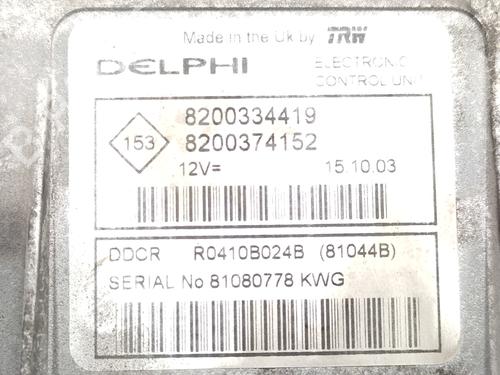 Made in the Uk by TRW
DELPHI
ELECTRONIC
CONTROL UNIT
8200334419
153
8200374152
12V= 15.10.03
DDCR R0410B024B (81044B)
SERIAL No 81080778 KWG